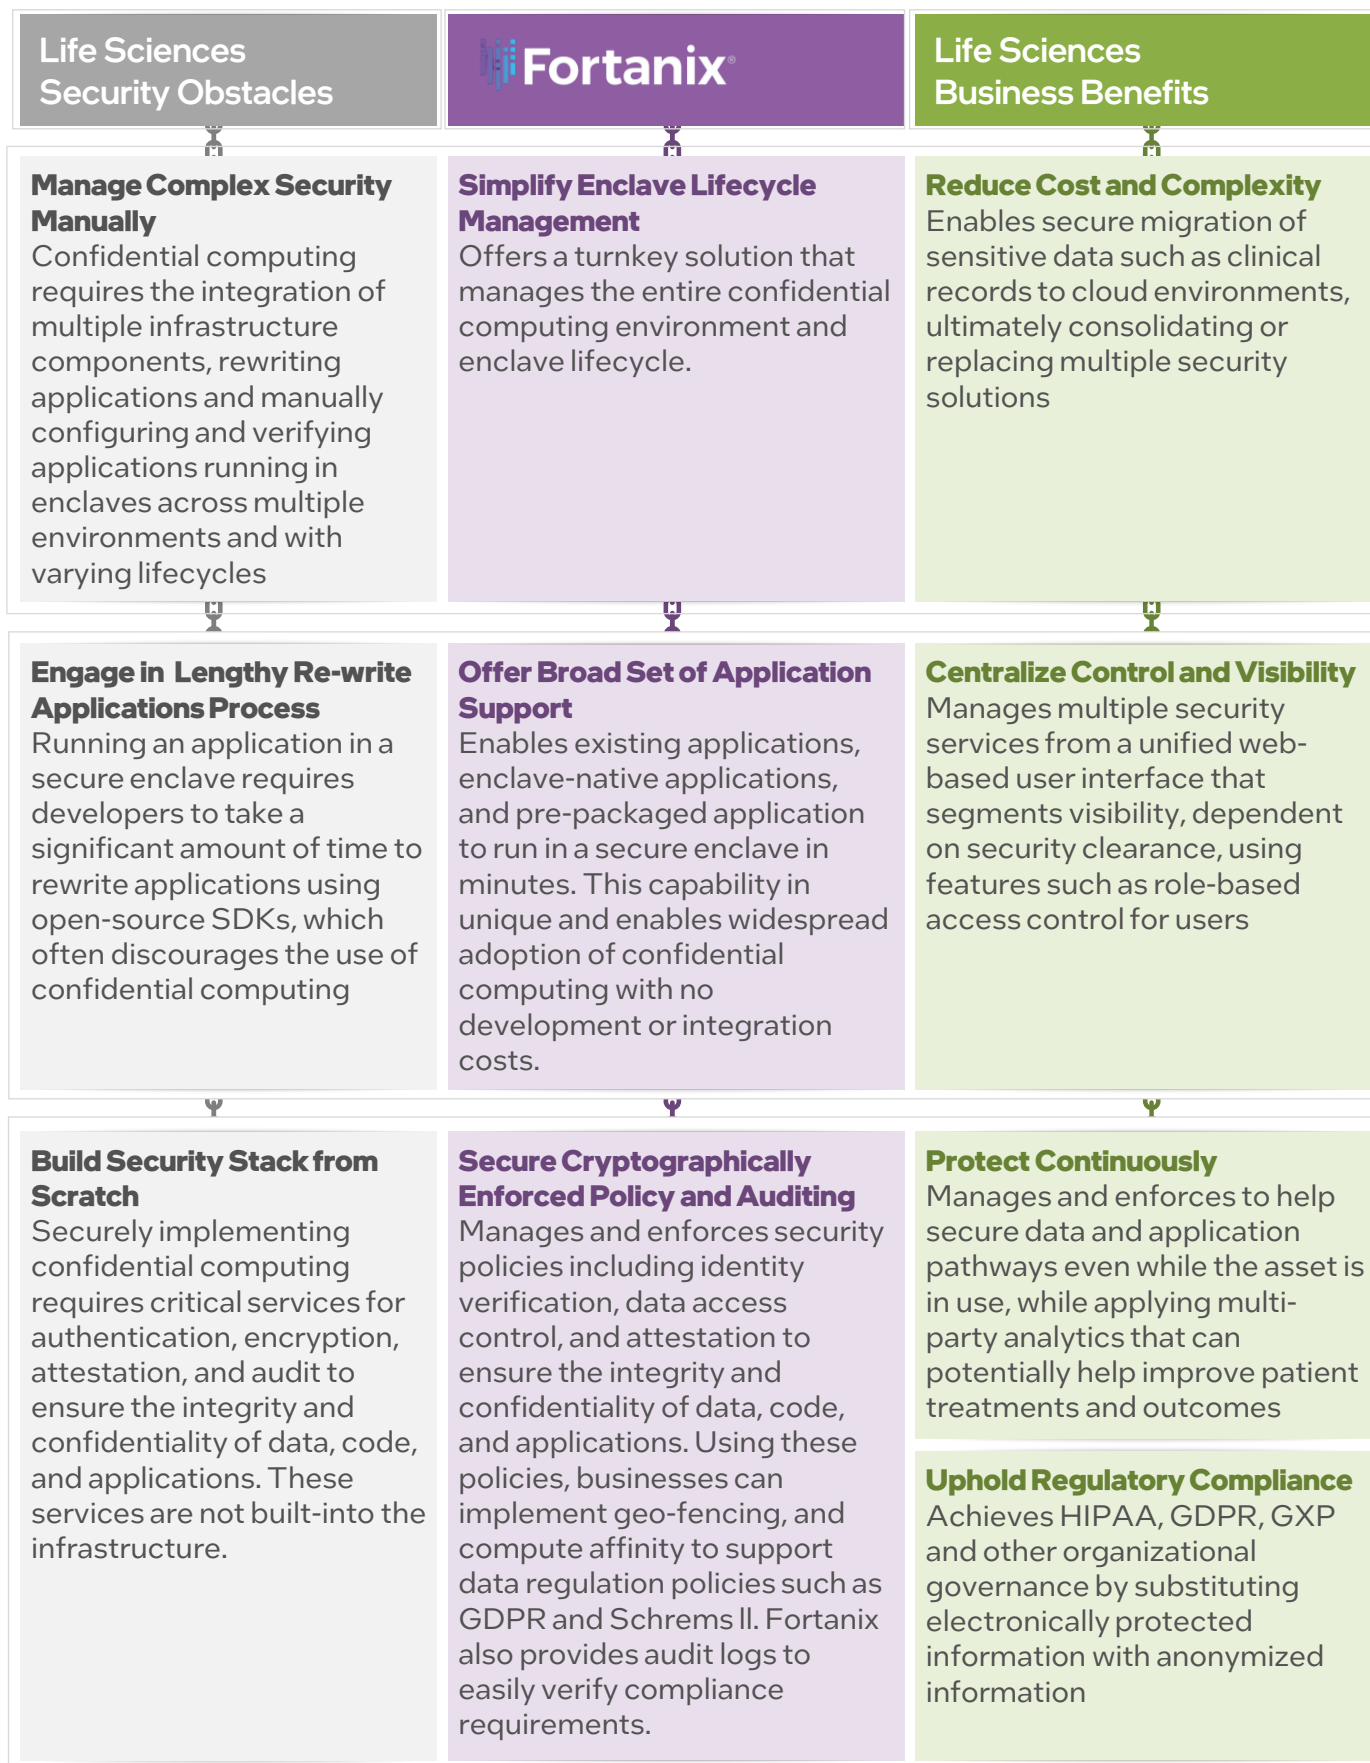 Life Sciences
Security Obstacles
Fortanix®
Life Sciences
Business Benefits
Manage Complex Security
Manually
Confidential computing
requires the integration of
multiple infrastructure
components, rewriting
applications and manually
configuring and verifying
applications running in
enclaves across multiple
environments and with
varying lifecycles
Simplify Enclave Lifecycle
Management
Offers a turnkey solution that
manages the entire confidential
computing environment and
enclave lifecycle.
Reduce Cost and Complexity
Enables secure migration of
sensitive data such as clinical
records to cloud environments,
ultimately consolidating or
replacing multiple security
solutions
Engage in Lengthy Re-write
Applications Process
Running an application in a
secure enclave requires
developers to take a
significant amount of time to
rewrite applications using
open-source SDKs, which
often discourages the use of
confidential computing
Offer Broad Set of Application
Support
Enables existing applications,
enclave-native applications,
and pre-packaged application
to run in a secure enclave in
minutes. This capability in
unique and enables widespread
adoption of confidential
computing with no
development or integration
costs.
Centralize Control and Visibility
Manages multiple security
services from a unified web-
based user interface that
segments visibility, dependent
on security clearance, using
features such as role-based
access control for users
Build Security Stack from
Scratch
Securely implementing
confidential computing
requires critical services for
authentication, encryption,
attestation, and audit to
ensure the integrity and
confidentiality of data, code,
and applications. These
services are not built-into the
infrastructure.
Secure Cryptographically
Enforced Policy and Auditing
Manages and enforces security
policies including identity
verification, data access
control, and attestation to
ensure the integrity and
confidentiality of data, code,
and applications. Using these
policies, businesses can
implement geo-fencing, and
compute affinity to support
data regulation policies such as
GDPR and Schrems ll. Fortanix
also provides audit logs to
easily verify compliance
requirements.
Protect Continuously
Manages and enforces to help
secure data and application
pathways even while the asset is
in use, while applying multi-
party analytics that can
potentially help improve patient
treatments and outcomes
Uphold Regulatory Compliance
Achieves HIPAA, GDPR, GXP
and other organizational
governance by substituting
electronically protected
information with anonymized
information